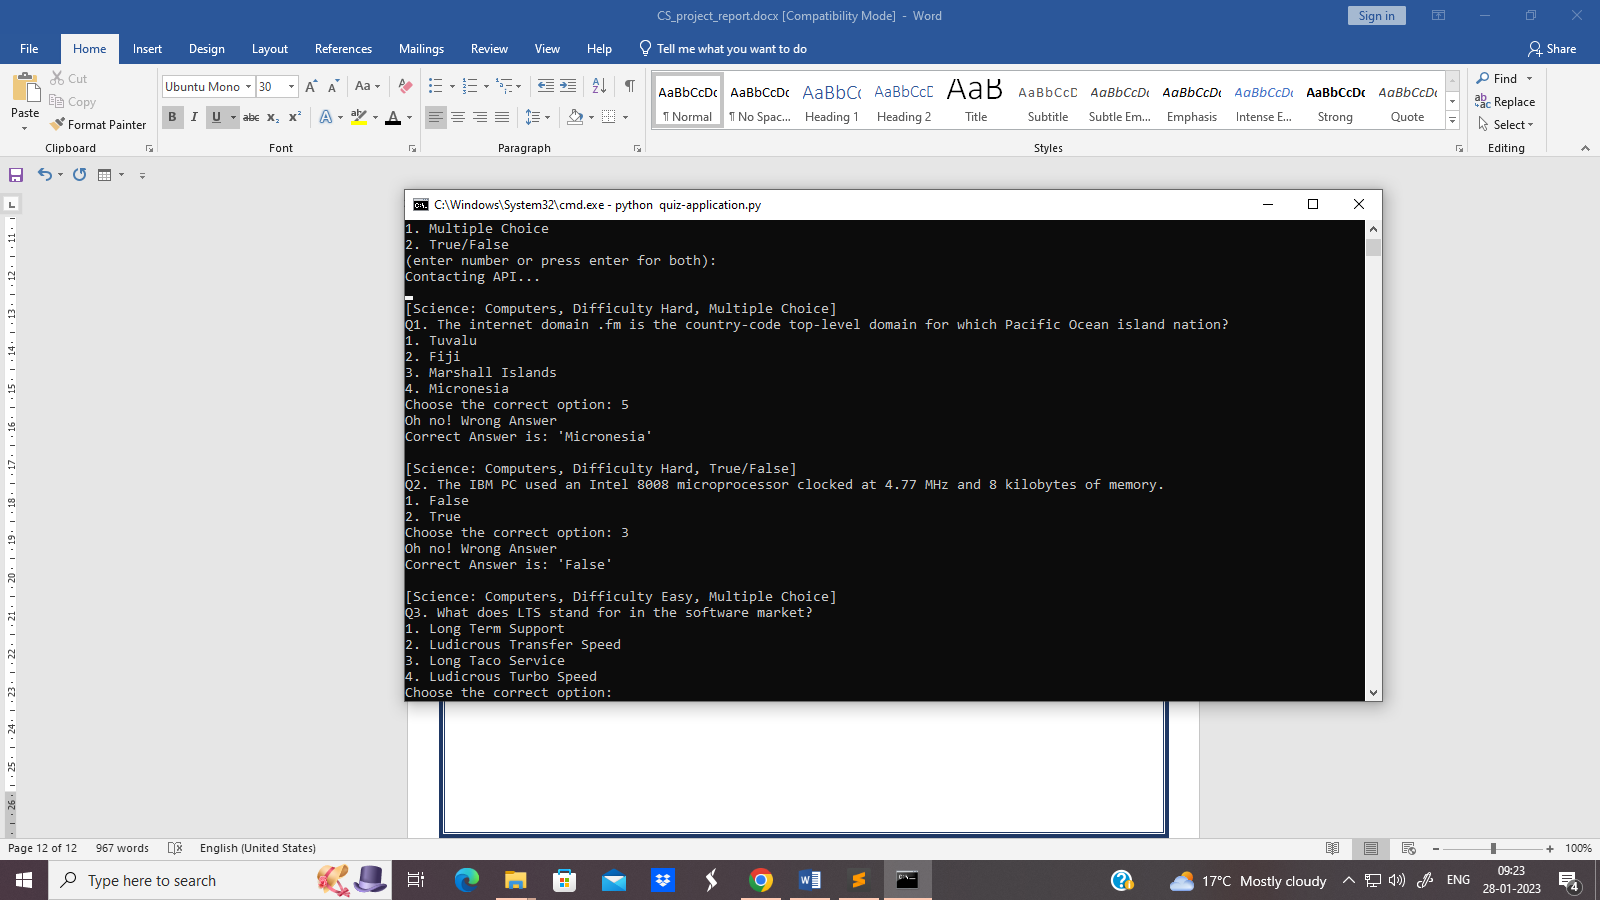 CS_project_report.docx [Compatibility Mode] - Word
Sign in
File Home Insert Design Layout References Mailings Review View Help Tell me what you want to do Share
Paste
Cut
Copy
Format Painter
Clipboard
Ubuntu Mono 30
Font
Paragraph
AaBbCcDc AaBbCcDc AaBbCc AaBbCcD AaB AaBbCcD AaBbCcDc AaBbCcDc AaBbCcDc AaBbCcDc AaBbCcDc
¶ Normal ¶ No Spac... Heading 1 Heading 2 Title Subtitle Subtle Em... Emphasis Intense E... Strong Quote
Styles
Find
Replace
Select
Editing
C:\Windows\System32\cmd.exe - python quiz-application.py
1. Multiple Choice
2. True/False
(enter number or press enter for both):
Contacting API...
[Science: Computers, Difficulty Hard, Multiple Choice]
Q1. The internet domain .fm is the country-code top-level domain for which Pacific Ocean island nation?
1. Tuvalu
2. Fiji
3. Marshall Islands
4. Micronesia
Choose the correct option: 5
Oh no! Wrong Answer
Correct Answer is: 'Micronesia'
[Science: Computers, Difficulty Hard, True/False]
Q2. The IBM PC used an Intel 8008 microprocessor clocked at 4.77 MHz and 8 kilobytes of memory.
1. False
2. True
Choose the correct option: 3
Oh no! Wrong Answer
Correct Answer is: 'False'
[Science: Computers, Difficulty Easy, Multiple Choice]
Q3. What does LTS stand for in the software market?
1. Long Term Support
2. Ludicrous Transfer Speed
3. Long Taco Service
4. Ludicrous Turbo Speed
Choose the correct option:
Page 12 of 12 967 words English (United States) 100%
Type here to search
17°C Mostly cloudy ENG
09:23
28-01-2023
4